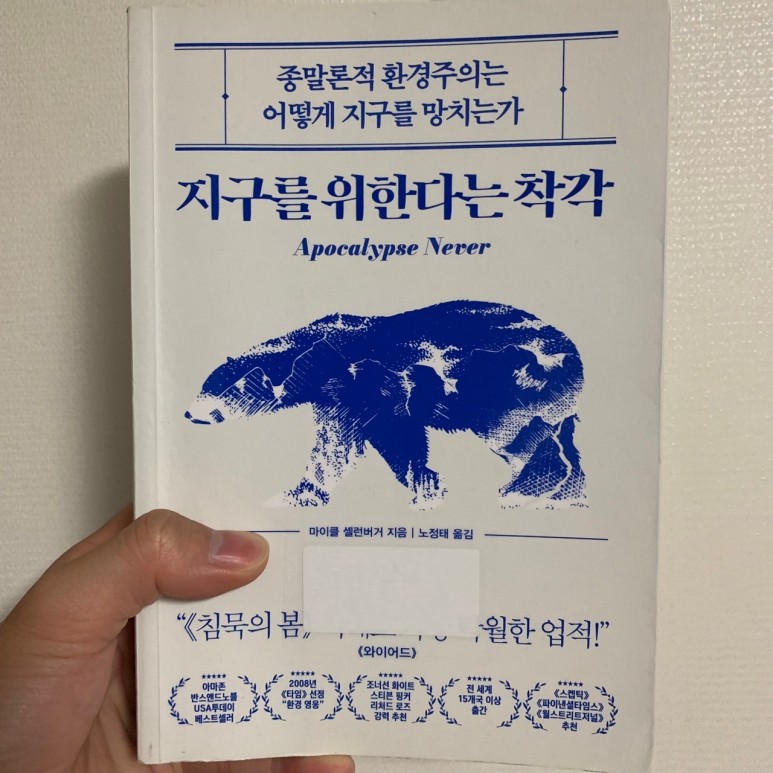 종말론적 환경주의는
어떻게 지구를 망치는가
지구를 위한다는 착각
Apocalypse Never
마이클 셸런버거 지음 | 노정태 옮김
“《침묵의 봄》 업적!”
《와이어드》
★★★★★
아마존
반스앤드노블
USA투데이
베스트셀러
★★★★★
2008년
《타임》 선정
“환경 영웅”
★★★★★
조너선 화이트
스티븐 핑커
리처드 로즈
강력 추천
★★★★★
전 세계
15개국 이상
출간
★★★★★
《스켑틱》
《파이낸셜타임스》
《월스트리트저널》
추천